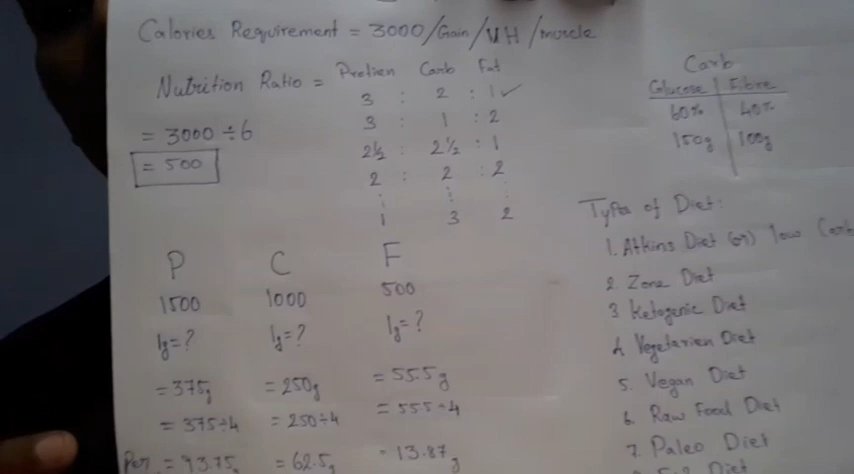 Calories Requirement = 3000/Gain/UH/muscle
Nutrition Ratio = Protien Carb Fat
3 : 2 : 1 ✓
3 : 1 : 2
2½ : 2½ : 1
2 : 2 : 2
1 3 2
= 3000 ÷ 6
= 500
P C F
1500 1000 500
1g=? 1g=? 1g=?
= 375g = 250g = 55.5g
= 375÷4 = 250÷4 = 555÷4
Per = 93.75g = 62.5g = 13.87g
Carb
Glucose | Fibre
60% | 40%
150g | 100g
Types of Diet:
1. Atkins Diet (or) low Carb
2. Zone Diet
3 Ketogenic Diet
4 Vegetarien Diet
5. Vegan Diet
6. Raw Food Diet
7. Paleo Diet
Diet